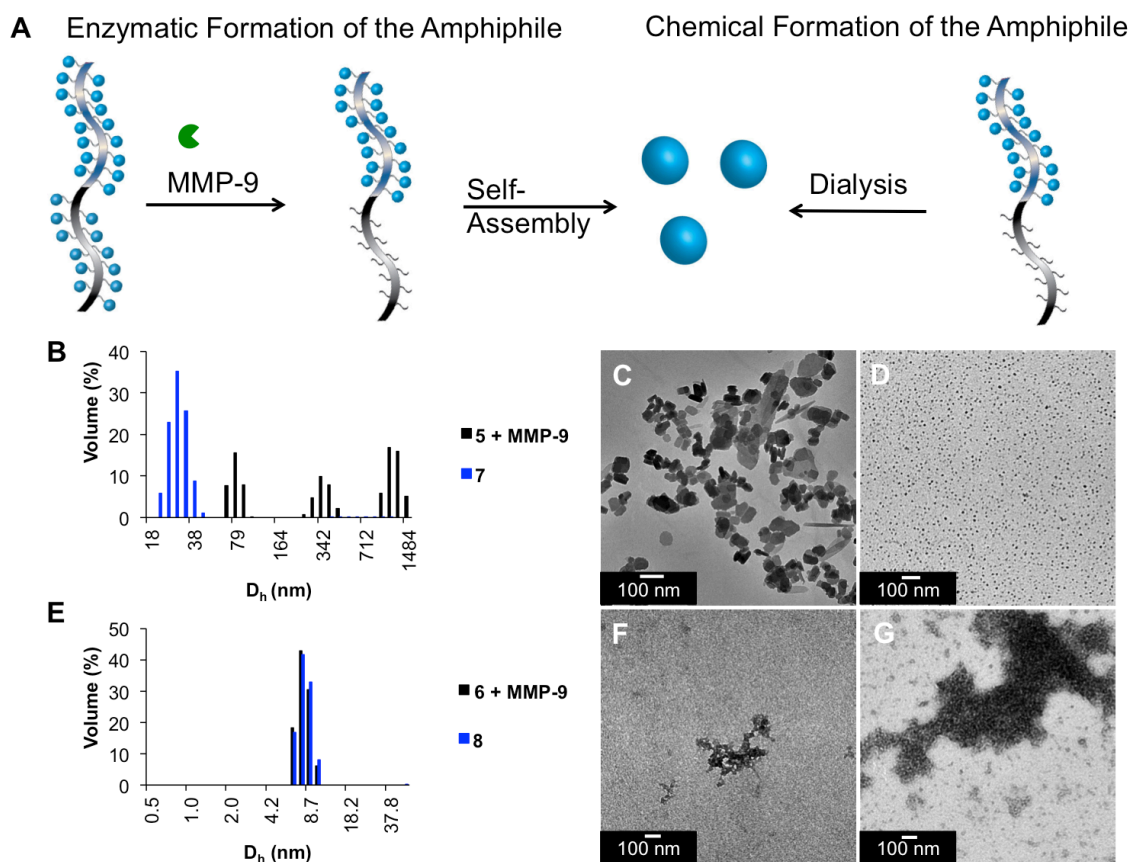 A Enzymatic Formation of the Amphiphile Chemical Formation of the Amphiphile
MMP-9
Self-
Assembly
Dialysis
B
Volume (%)
40
30
20
10
0
18 38 79 164 342 712 1484
Dh (nm)
5 + MMP-9
7
C
100 nm
D
100 nm
E
Volume (%)
50
40
30
20
10
0
0.5 1.0 2.0 4.2 8.7 18.2 37.8
Dh (nm)
6 + MMP-9
8
F
100 nm
G
100 nm